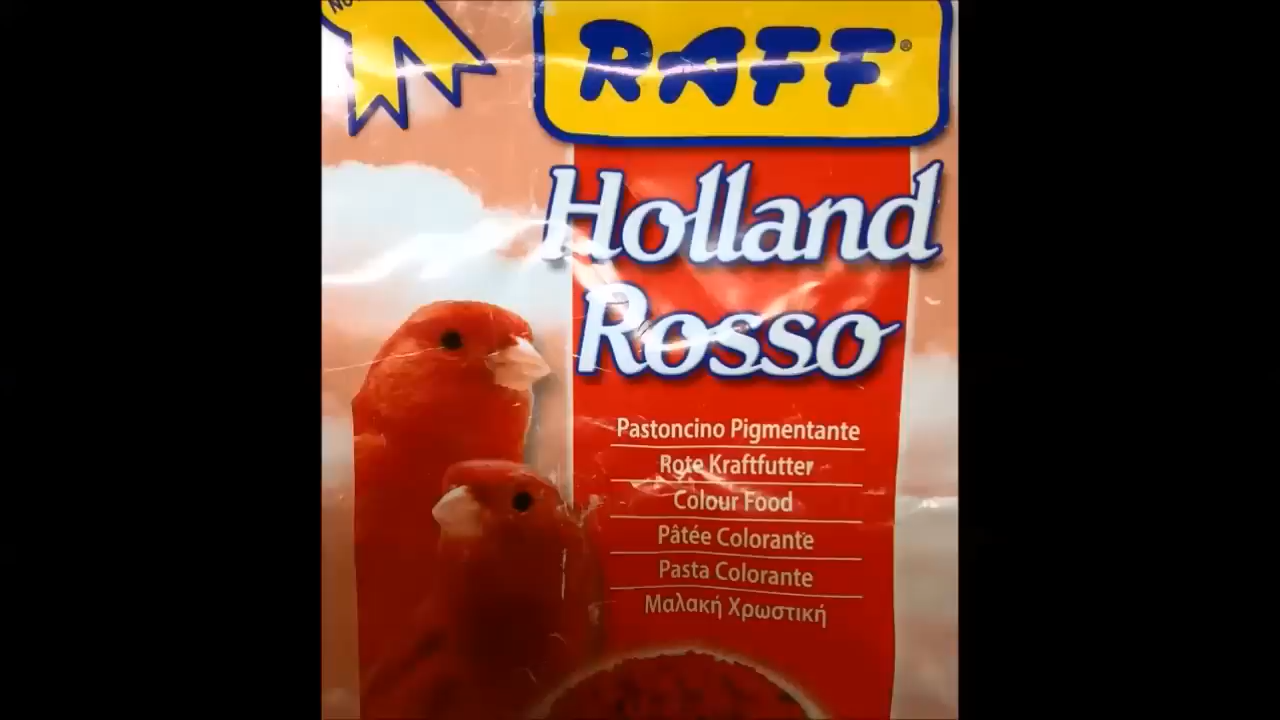 RAFF®
Holland
Rosso
Pastoncino Pigmentante
Rote Kraftfutter
Colour Food
Pâtée Colorante
Pasta Colorante
Μαλακή Χρωστική